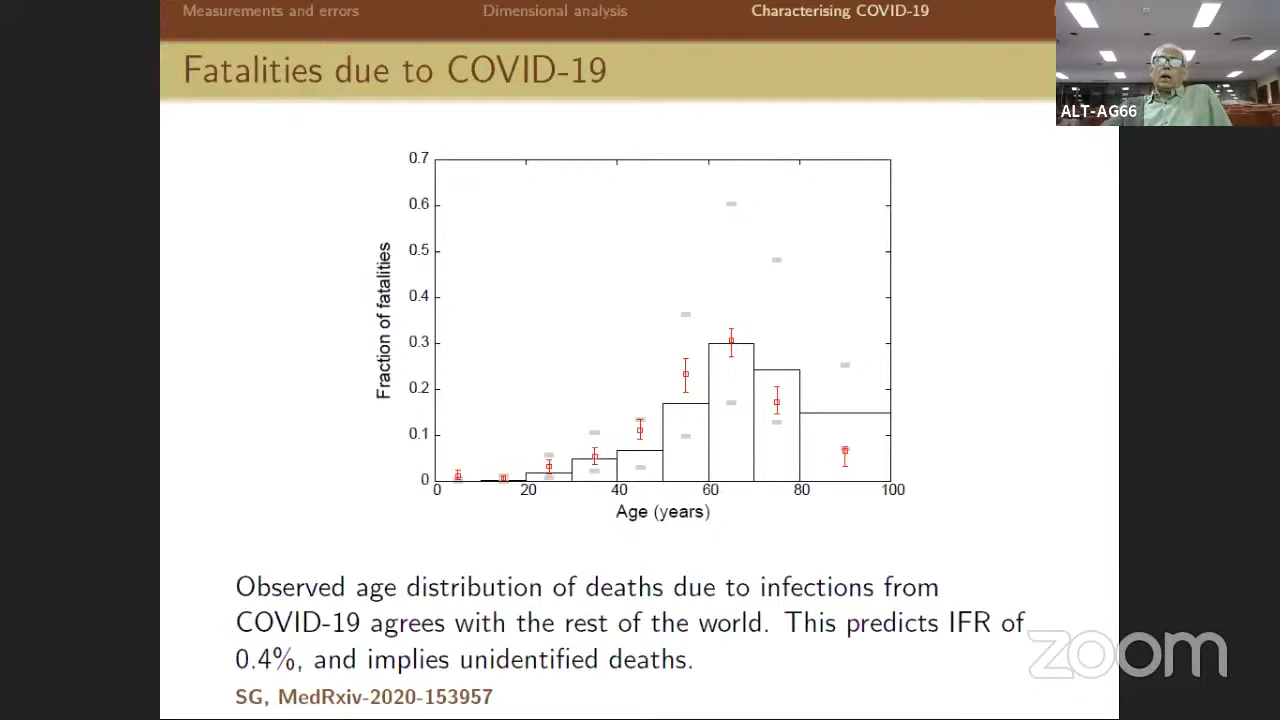 Measurements and errors
Dimensional analysis
Characterising COVID-19
Fatalities due to COVID-19
ALT-AG66
0.7
0.6
0.5
0.4
0.3
0.2
0.1
0
Fraction of fatalities
0 20 40 60 80 100
Age (years)
Observed age distribution of deaths due to infections from
COVID-19 agrees with the rest of the world. This predicts IFR of
0.4%, and implies unidentified deaths.
SG, MedRxiv-2020-153957
zoom